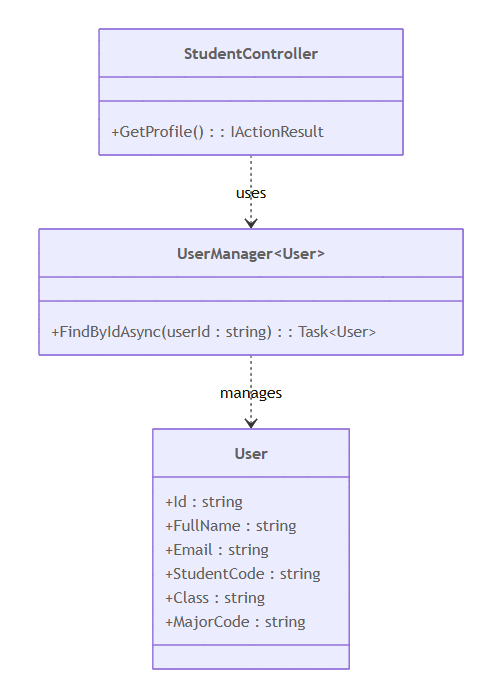 StudentController
+GetProfile() : : IActionResult
uses
UserManager<User>
+FindByIdAsync(userId : string) : : Task<User>
manages
User
+Id : string
+FullName : string
+Email : string
+StudentCode : string
+Class : string
+MajorCode : string